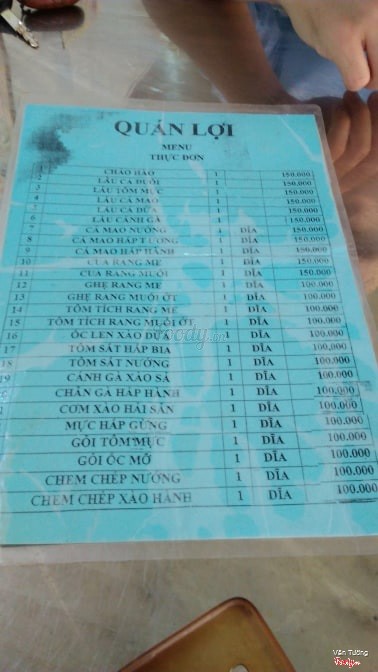 QUÁN LỢI
MENU
THỰC ĐƠN
1 CHÁO HÀO 1 150.000
2 LẨU CÁ ĐUỐI 1 150.000
3 LẨU TÔM MỰC 1 150.000
4 LẨU CÁ MAO 1 150.000
5 LẨU CÁ DỨA 1 150.000
6 LẨU CÁNH GÀ 1 150.000
7 CÁ MAO NƯỚNG 1 DĨA 150.000
8 CÁ MAO HẤP TƯƠNG 1 DĨA 150.000
9 CÁ MAO HẤP HÀNH 1 DĨA 150.000
10 CUA RANG ME 1 DĨA 150.000
11 CUA RANG MUỐI 1 DĨA 150.000
12 GHẸ RANG ME 1 DĨA 100.000
13 GHẸ RANG MUỐI ỚT 1 DĨA 100.000
14 TÔM TÍCH RANG ME 1 DĨA 100.000
15 TÔM TÍCH RANG MUỐI ỚT 1 DĨA 100.000
16 ỐC LEN XÀO DỪA 1 DĨA 100.000
17 TÔM SẮT HẤP BIA 1 DĨA 100.000
18 TÔM SẮT NƯỚNG 1 DĨA 100.000
19 CÁNH GÀ XÀO SẢ 1 DĨA 100.000
CHÂN GÀ HẤP HÀNH 1 DĨA 100.000
1 CƠM XÀO HẢI SẢN 1 DĨA 100.000
MỰC HẤP GỪNG 1 DĨA 100.000
GỎI TÔM MỰC 1 DĨA 100.000
GỎI ỐC MỠ 1 DĨA 100.000
CHEM CHÉP NƯỚNG 1 DĨA 100.000
CHEM CHÉP XÀO HÀNH 1 DĨA 100.000
Văn Tường